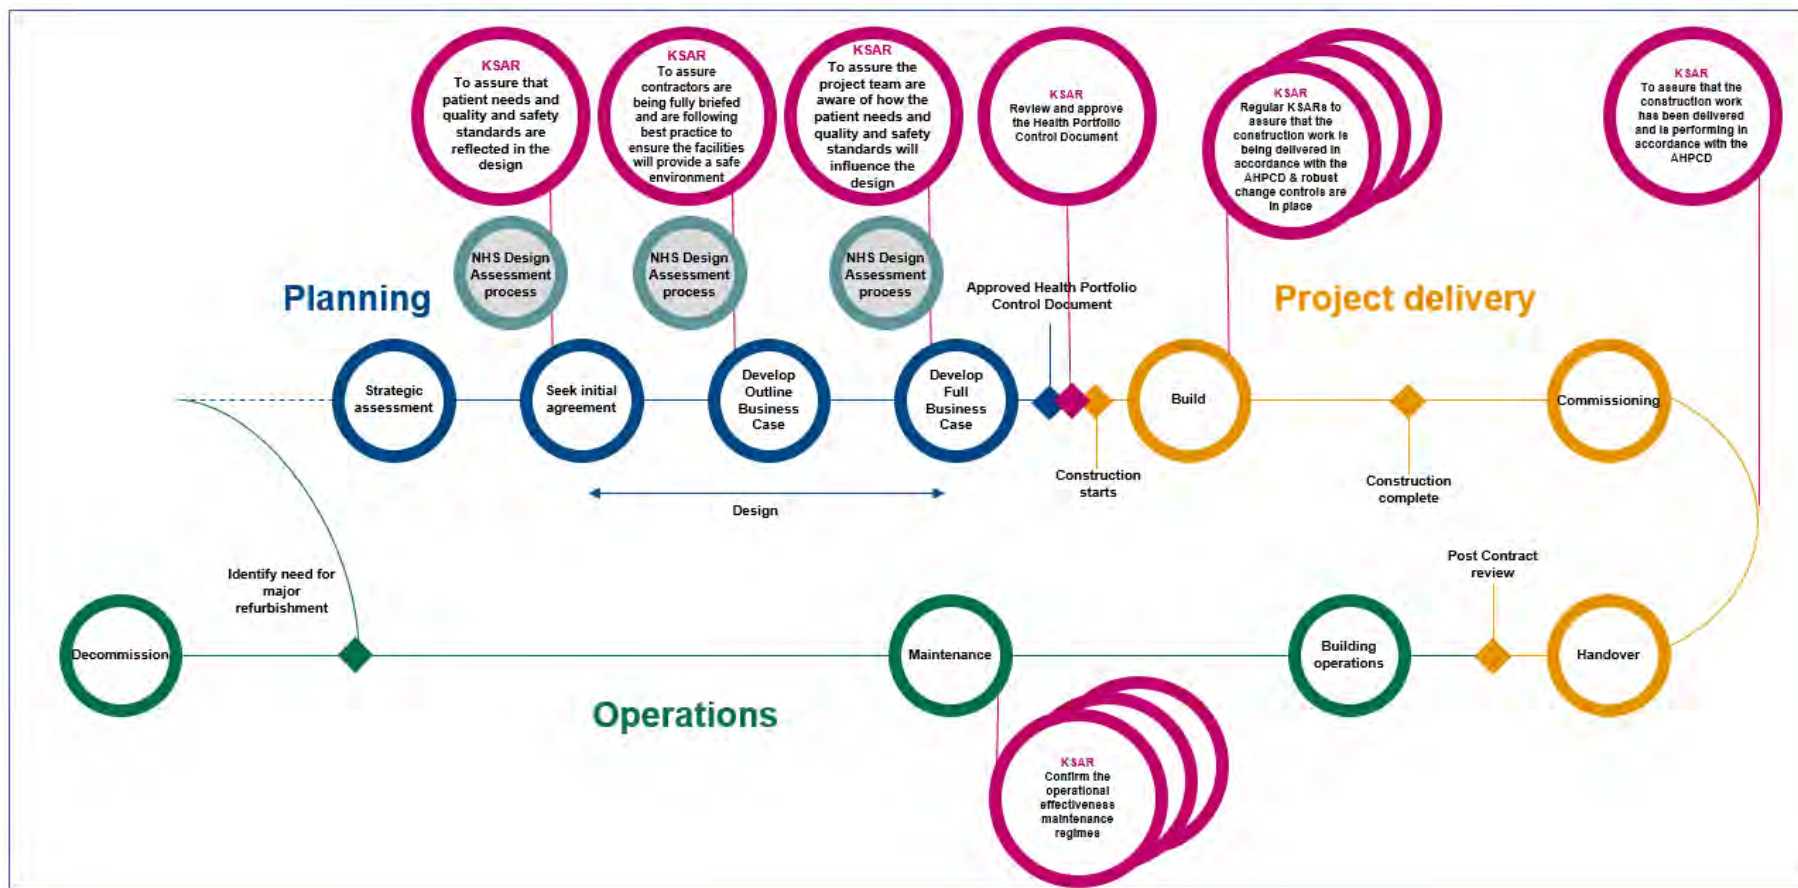 KSAR
To assure that
patient needs and
quality and safety
standards are
reflected in the
design
KSAR
To assure
contractors are
being fully briefed
and are following
best practice to
ensure the facilities
will provide a safe
environment
KSAR
To assure the
project team are
aware of how the
patient needs and
quality and safety
standards will
influence the
design
KSAR
Review and approve
the Health Portfolio
Control Document
KSAR
Regular KSARs to
assure that the
construction work is
being delivered in
accordance with the
AHPCD & robust
change controls are
in place
KSAR
To assure that the
construction work
has been delivered
and is performing in
accordance with the
AHPCD
NHS Design
Assessment
process
NHS Design
Assessment
process
NHS Design
Assessment
process
Planning
Approved Health Portfolio
Control Document
Project delivery
Strategic
assessment
Seek initial
agreement
Develop
Outline
Business
Case
Develop
Full
Business
Case
Build
Commissioning
Construction
starts
Construction
complete
Design
Identify need for
major
refurbishment
Post Contract
review
Decommission
Maintenance
Building
operations
Handover
Operations
KSAR
Confirm the
operational
effectiveness
maintenance
regimes